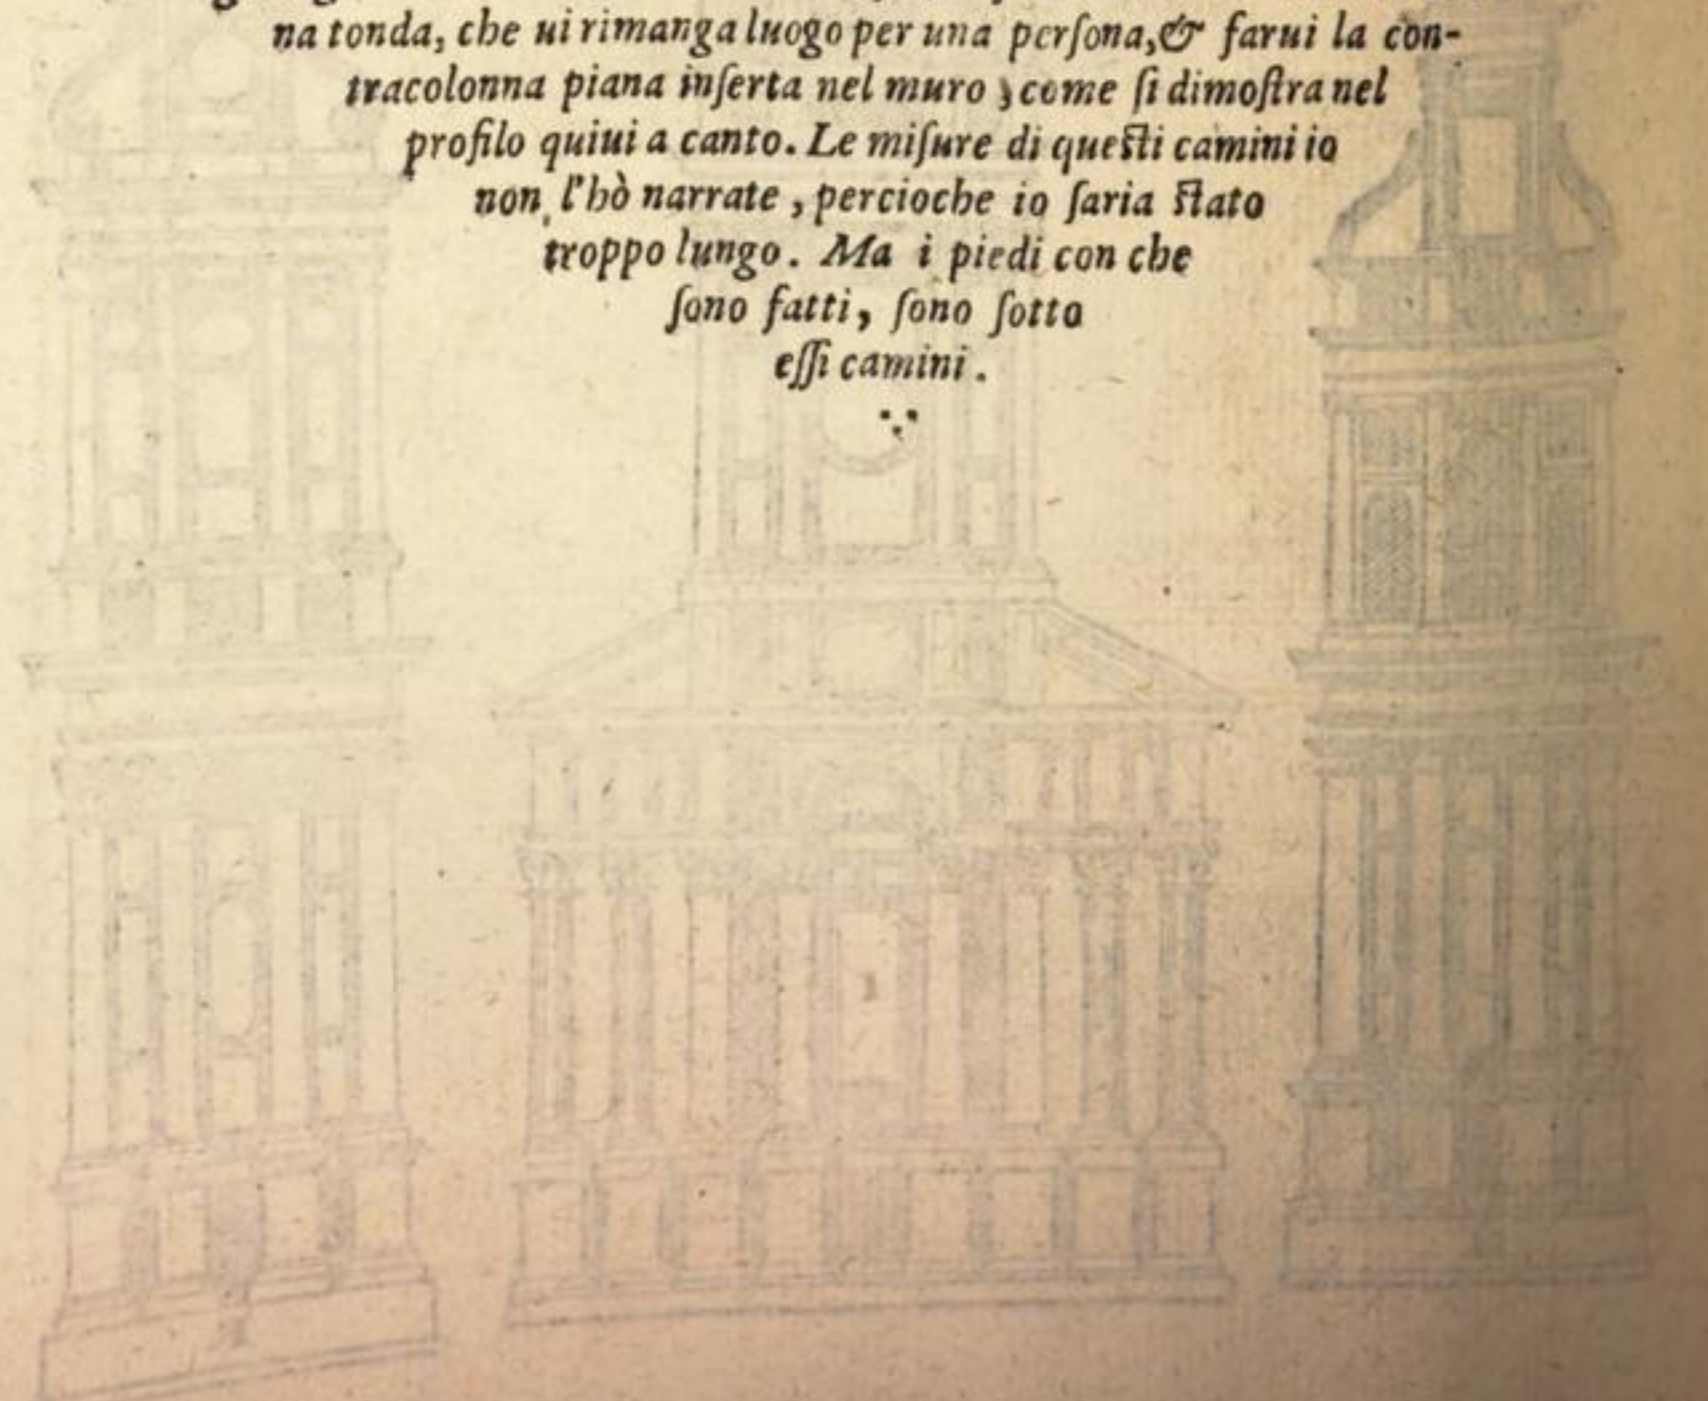 na tonda, che ui rimanga luogo per una perſona, & farui la con-
tracolonna piana inſerta nel muro, come ſi dimoſtra nel
profilo quiui a canto. Le miſure di queſti camini io
non l'hò narrate, percioche io ſaria ſtato
troppo lungo. Ma i piedi con che
ſono fatti, ſono ſotto
eſſi camini.